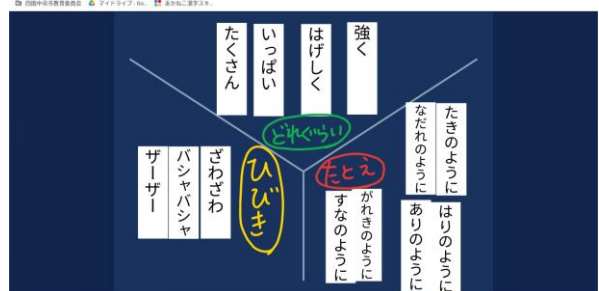 四国中央市教育委員会
マイドライブ - Go...
あかねこ漢字スキ...
強く
はげしく
いっぱい
たくさん
どれくらい
たとえ
ひびき
たきのように
なだれのように
はりのように
ありのように
がれきのように
すなのように
ざわざわ
バシャバシャ
ザーザー